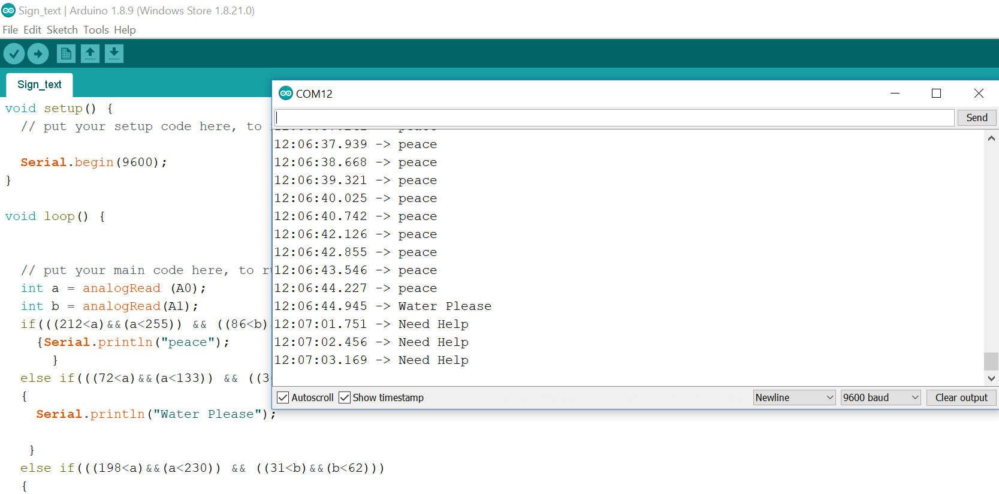 Sign_text | Arduino 1.8.9 (Windows Store 1.8.21.0)
File Edit Sketch Tools Help
Sign_text
void setup() {
// put your setup code here, to
Serial.begin(9600);
}
void loop() {
// put your main code here, to
int a = analogRead (A0);
int b = analogRead(A1);
if(((212<a)&&(a<255)) && ((86<b)
{Serial.println("peace");
}
else if(((72<a)&&(a<133)) && ((3
{
Serial.println("Water Please");
}
else if(((198<a)&&(a<230)) && ((31<b)&&(b<62)))
{
COM12
Send
peace
12:06:37.939 -> peace
12:06:38.668 -> peace
12:06:39.321 -> peace
12:06:40.025 -> peace
12:06:40.742 -> peace
12:06:42.126 -> peace
12:06:42.855 -> peace
12:06:43.546 -> peace
12:06:44.227 -> peace
12:06:44.945 -> Water Please
12:07:01.751 -> Need Help
12:07:02.456 -> Need Help
12:07:03.169 -> Need Help
Autoscroll Show timestamp
Newline
9600 baud
Clear output